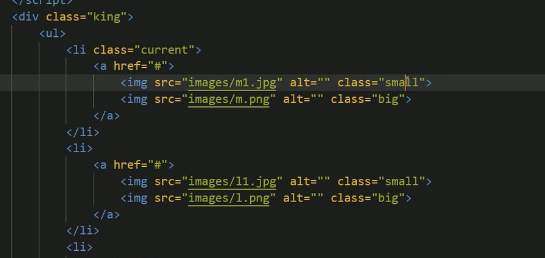 </script>
<div class="king">
<ul>
<li class="current">
<a href="#">
<img src="images/m1.jpg" alt="" class="small">
<img src="images/m.png" alt="" class="big">
</a>
</li>
<li>
<a href="#">
<img src="images/l1.jpg" alt="" class="small">
<img src="images/l.png" alt="" class="big">
</a>
</li>
<li>